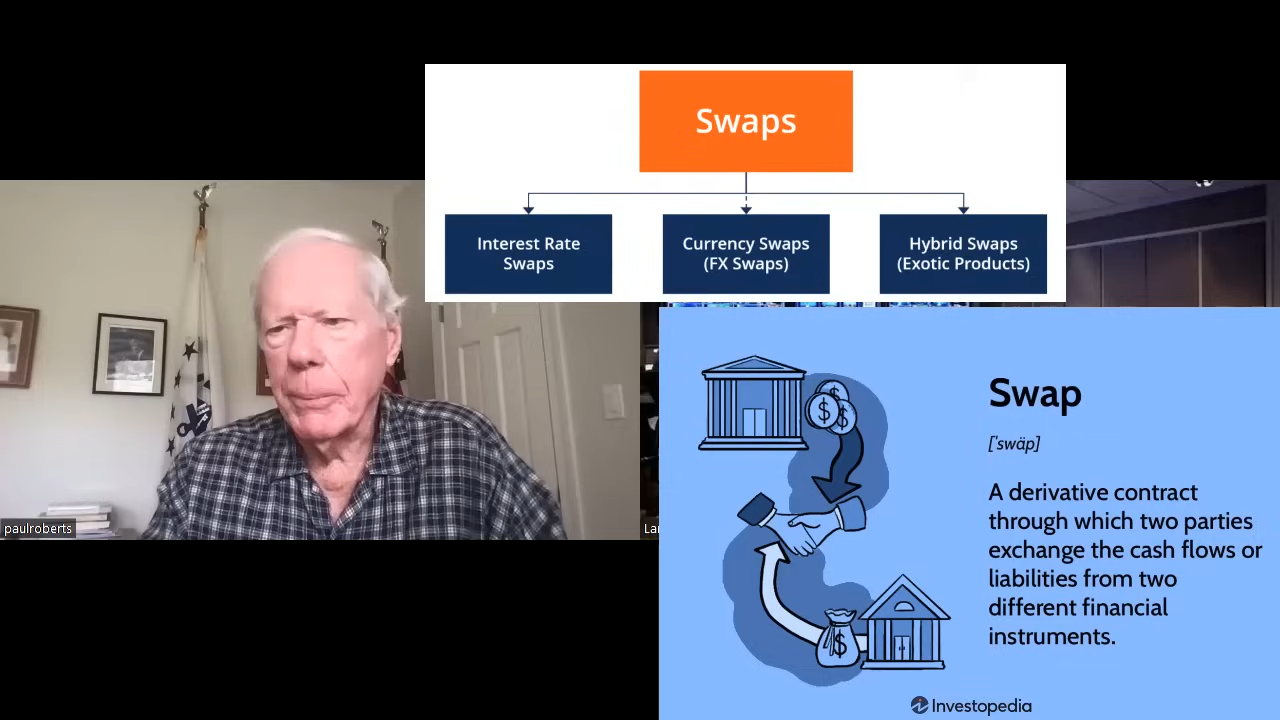 Swaps
Interest Rate
Swaps
Currency Swaps
(FX Swaps)
Hybrid Swaps
(Exotic Products)
paulroberts
Swap
['swäp]
A derivative contract
through which two parties
exchange the cash flows or
liabilities from two
different financial
instruments.
Investopedia